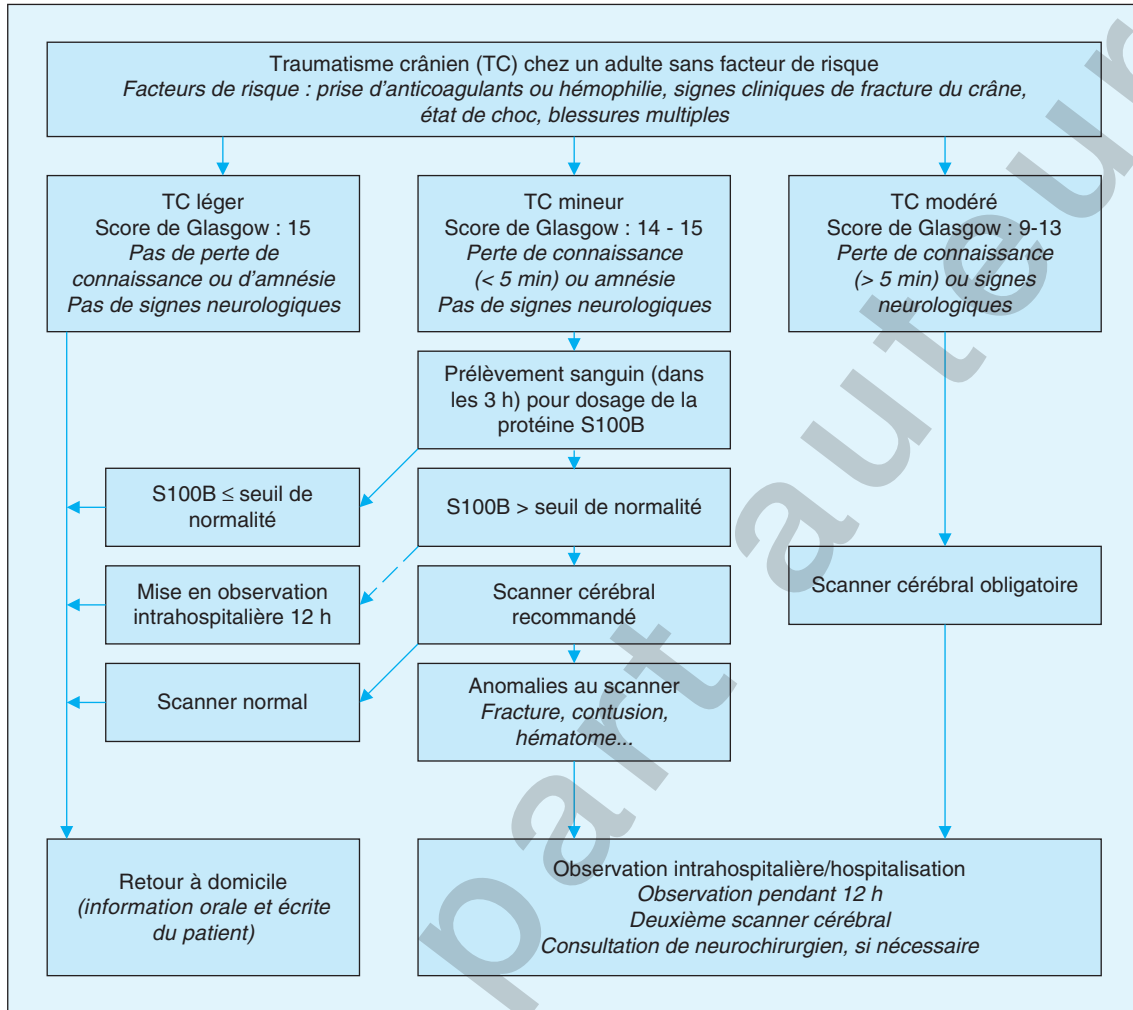 Traumatisme crânien (TC) chez un adulte sans facteur de risque
Facteurs de risque : prise d'anticoagulants ou hémophilie, signes cliniques de fracture du crâne,
état de choc, blessures multiples
TC léger
Score de Glasgow : 15
Pas de perte de
connaissance ou d'amnésie
Pas de signes neurologiques
TC mineur
Score de Glasgow : 14 - 15
Perte de connaissance
(< 5 min) ou amnésie
Pas de signes neurologiques
TC modéré
Score de Glasgow : 9-13
Perte de connaissance
(> 5 min) ou signes
neurologiques
Prélèvement sanguin (dans
les 3 h) pour dosage de la
protéine S100B
S100B ≤ seuil de
normalité
S100B > seuil de normalité
Mise en observation
intrahospitalière 12 h
Scanner cérébral
recommandé
Scanner cérébral obligatoire
Scanner normal
Anomalies au scanner
Fracture, contusion,
hématome...
Retour à domicile
(information orale et écrite
du patient)
Observation intrahospitalière/hospitalisation
Observation pendant 12 h
Deuxième scanner cérébral
Consultation de neurochirurgien, si nécessaire
part auteur